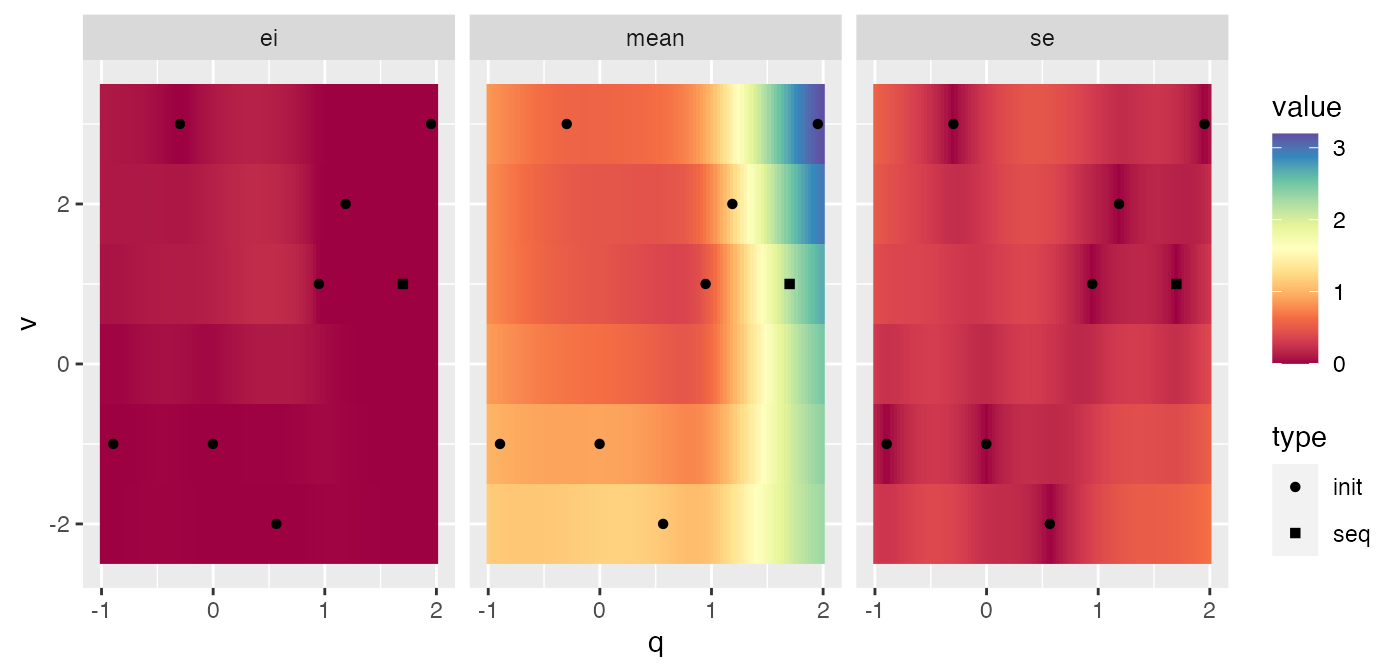 ei mean se
value
3
2
1
0
type
init
seq
v
2
0
-2
-1 0 1 2 -1 0 1 2 -1 0 1 2
q